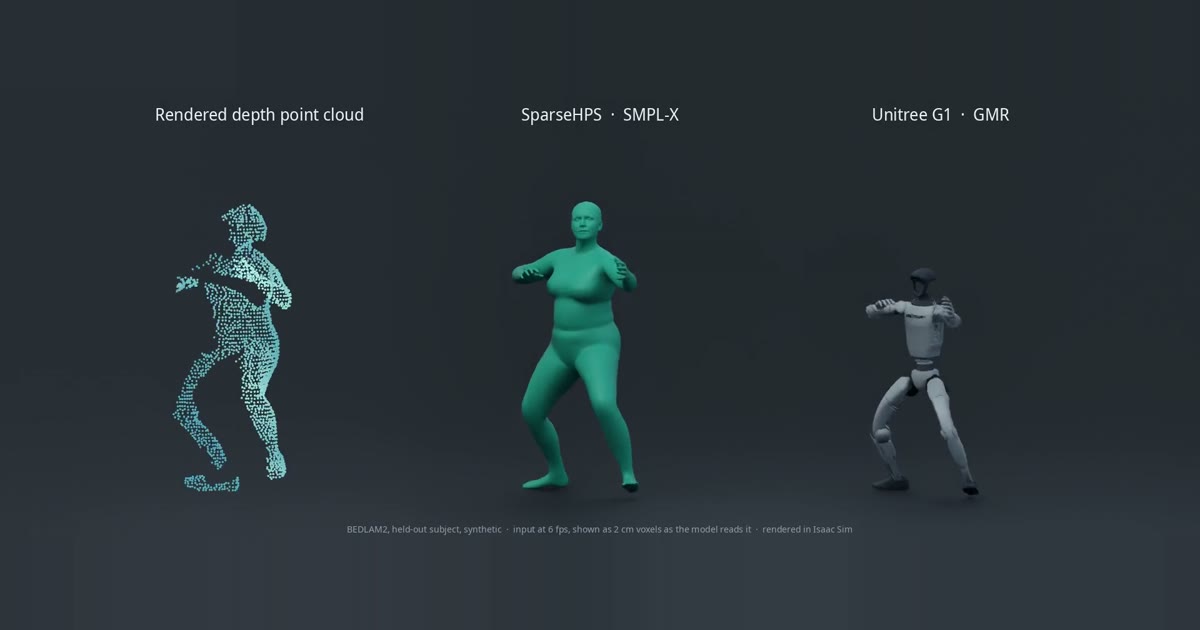 Rendered depth point cloud
SparseHPS · SMPL-X
Unitree G1 · GMR
BEDLAM2, held-out subject, synthetic · input at 6 fps, shown as 2 cm voxels as the model reads it · rendered in Isaac Sim